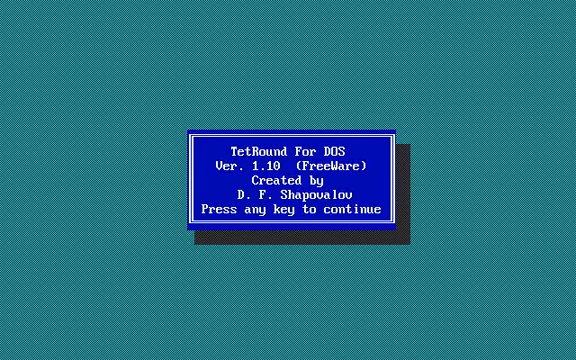 TetRound For DOS
Ver. 1.10 (FreeWare)
Created by
D. F. Shapovalov
Press any key to continue